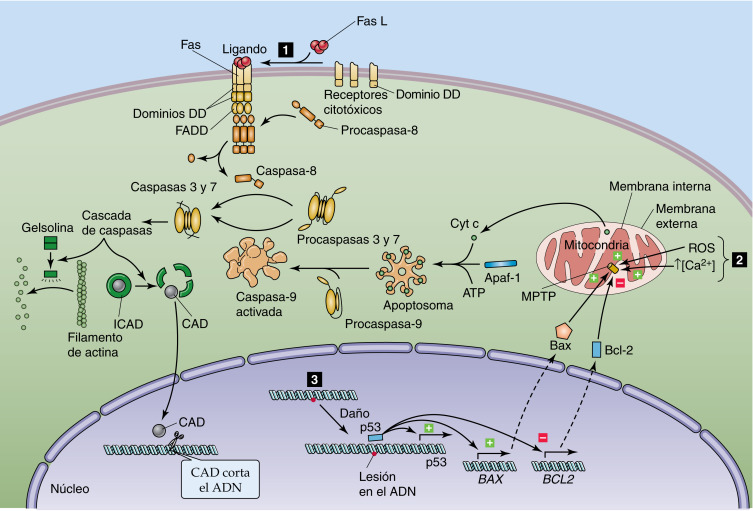 Fas L
Fas
Ligando
1
Receptores
citotóxicos
Dominio DD
Dominios DD
FADD
Procaspasa-8
Caspasa-8
Caspasas 3 y 7
Procaspasas 3 y 7
Cascada
de caspasas
Gelsolina
ICAD
CAD
Filamento
de actina
Caspasa-9
activada
Procaspasa-9
Apoptosoma
Cyt c
ATP
Apaf-1
Membrana interna
Membrana
externa
Mitocondria
ROS
↑[Ca²⁺]
2
MPTP
+
+
+
–
Bax
Bcl-2
3
Daño
p53
+
p53
Lesión
en el ADN
+
BAX
–
BCL2
CAD
CAD corta
el ADN
Núcleo